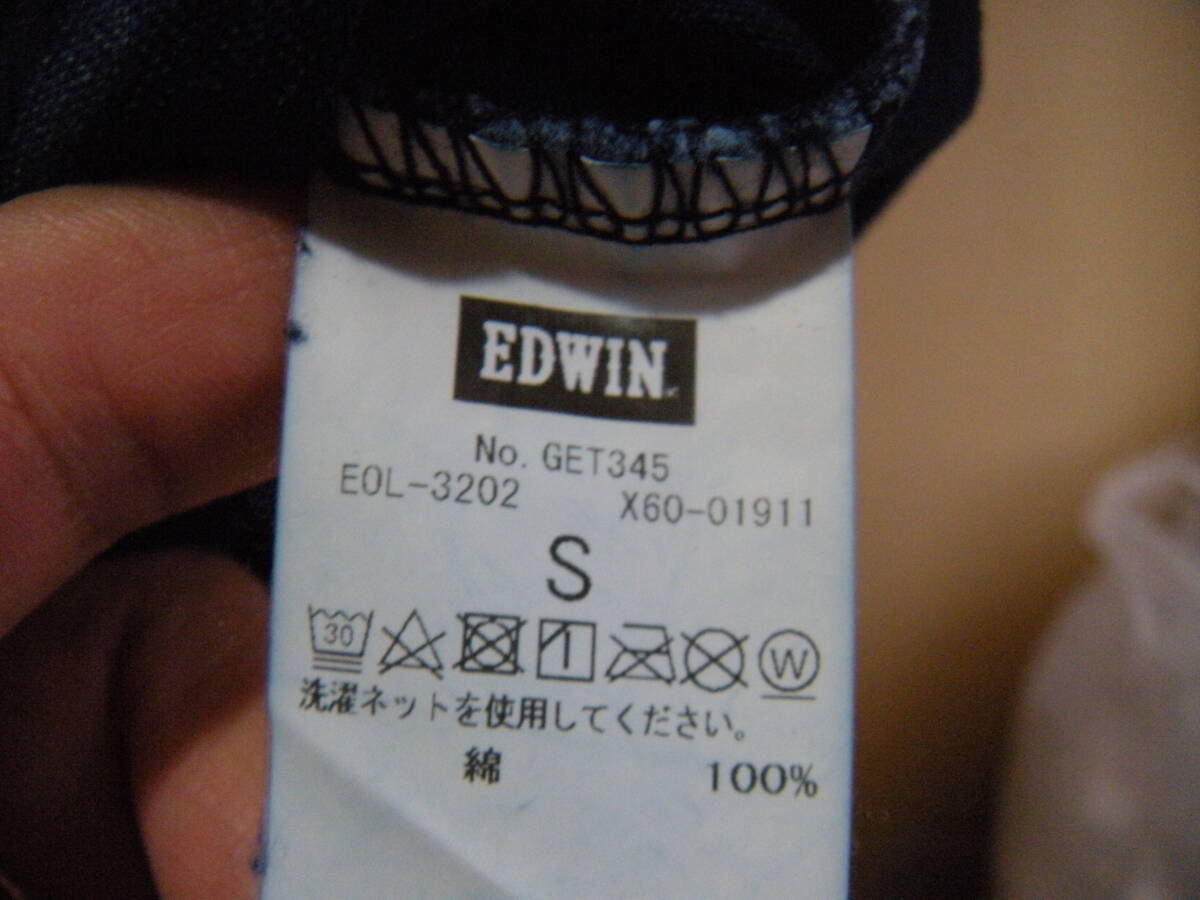 EDWIN
No. GET345
EOL-3202 X60-01911
S
30 W
洗濯ネットを使用してください。
綿 100%